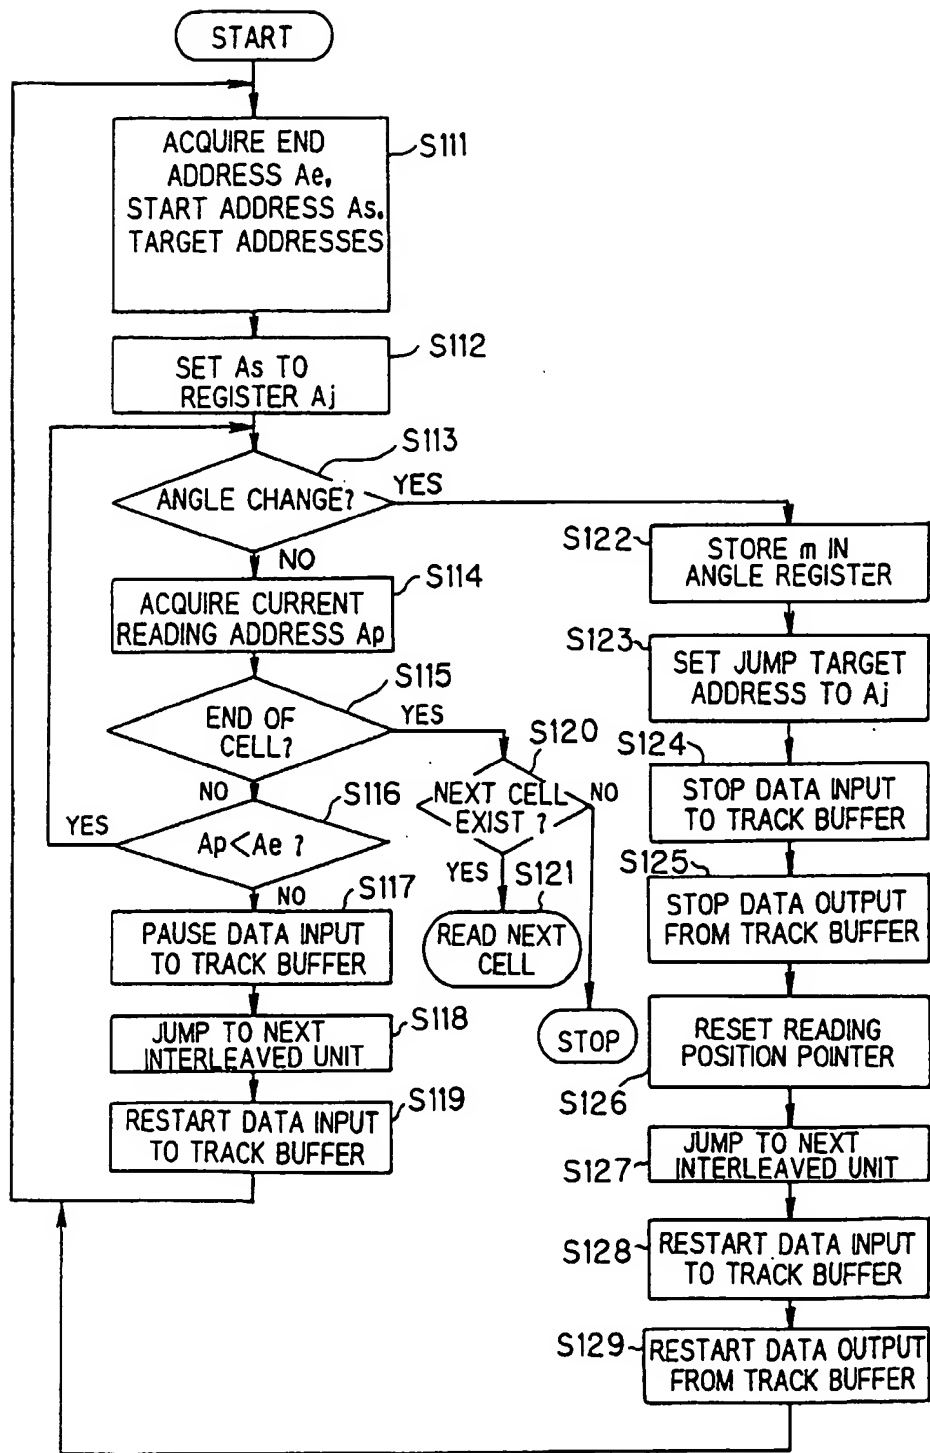 START
ACQUIRE END
ADDRESS Ae,
START ADDRESS As.
TARGET ADDRESSES
S111
SET As TO
REGISTER Aj
S112
ANGLE CHANGE?
S113
YES
NO
ACQUIRE CURRENT
READING ADDRESS Ap
S114
END OF
CELL?
S115
YES
NO
Ap<Ae ?
S116
YES
NO
PAUSE DATA INPUT
TO TRACK BUFFER
S117
JUMP TO NEXT
INTERLEAVED UNIT
S118
RESTART DATA INPUT
TO TRACK BUFFER
S119
NEXT CELL
EXIST ?
S120
NO
YES
S121
READ NEXT
CELL
STOP
S122
STORE m IN
ANGLE REGISTER
S123
SET JUMP TARGET
ADDRESS TO Aj
S124
STOP DATA INPUT
TO TRACK BUFFER
S125
STOP DATA OUTPUT
FROM TRACK BUFFER
RESET READING
POSITION POINTER
S126
JUMP TO NEXT
INTERLEAVED UNIT
S127
RESTART DATA INPUT
TO TRACK BUFFER
S128
RESTART DATA OUTPUT
FROM TRACK BUFFER
S129